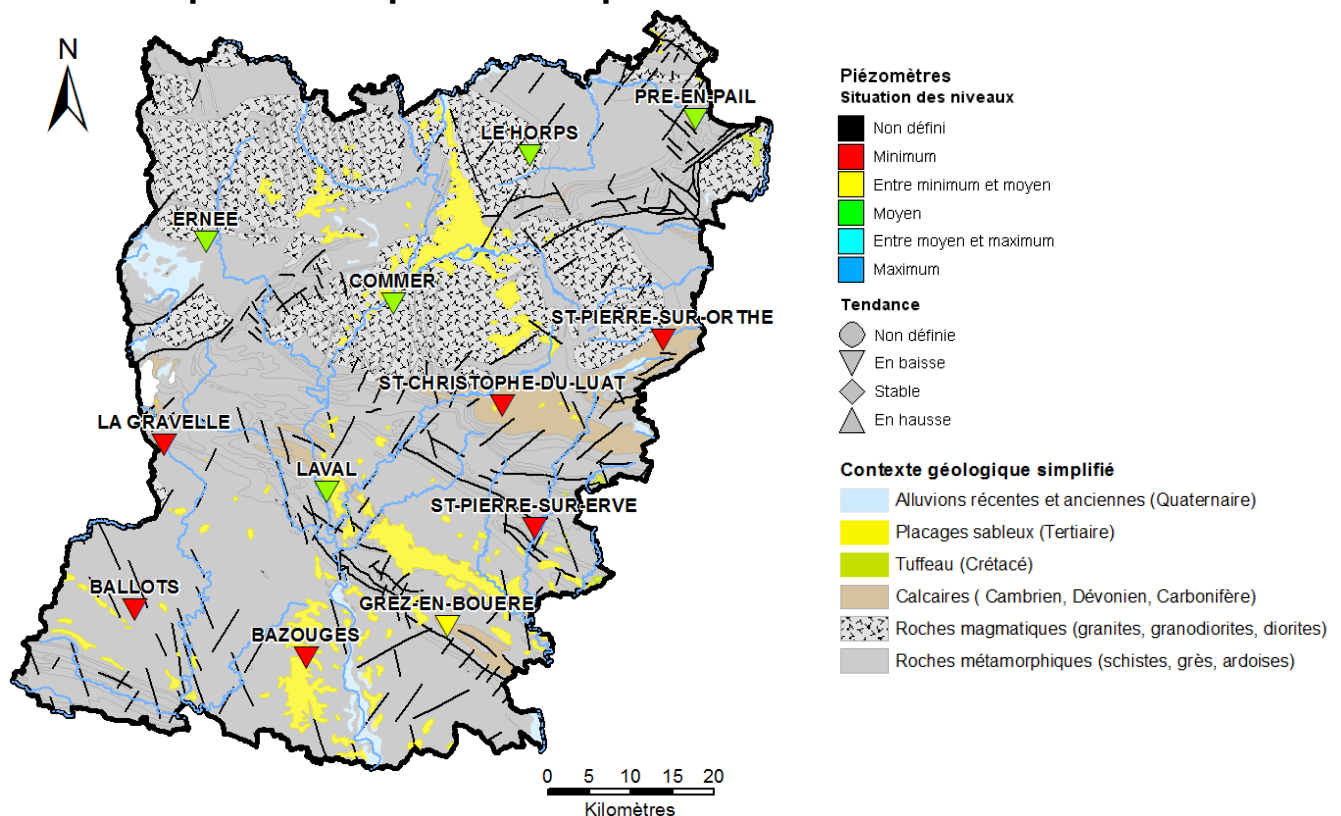 N
PRE-EN-PAIL
LE HORPS
ERNEE
COMMER
ST-PIERRE-SUR-ORTHE
ST-CHRISTOPHE-DU-LUAT
LA GRAVELLE
LAVAL
ST-PIERRE-SUR-ERVE
BALLOTS
GREZ-EN-BOUERE
BAZOUGES
0 5 10 15 20
Kilomètres
Piézomètres
Situation des niveaux
Non défini
Minimum
Entre minimum et moyen
Moyen
Entre moyen et maximum
Maximum
Tendance
Non définie
En baisse
Stable
En hausse
Contexte géologique simplifié
Alluvions récentes et anciennes (Quaternaire)
Placages sableux (Tertiaire)
Tuffeau (Crétacé)
Calcaires ( Cambrien, Dévonien, Carbonifère)
Roches magmatiques (granites, granodiorites, diorites)
Roches métamorphiques (schistes, grès, ardoises)